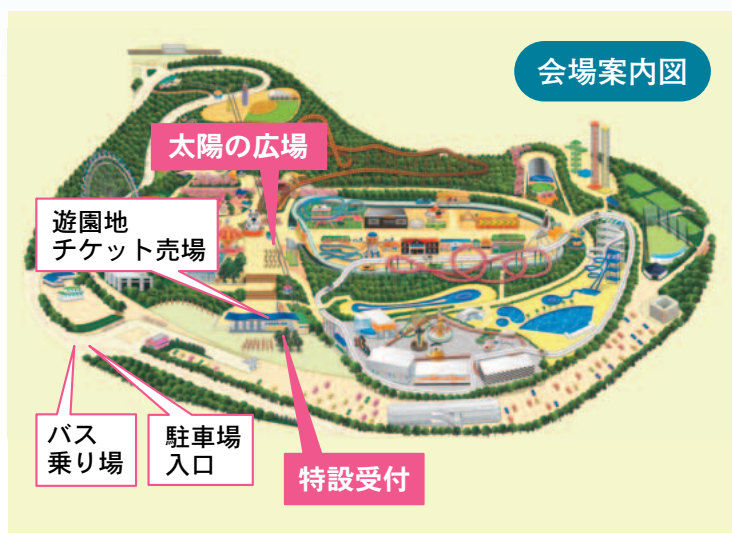 会場案内図
太陽の広場
遊園地
チケット売場
バス
乗り場
駐車場
入口
特設受付